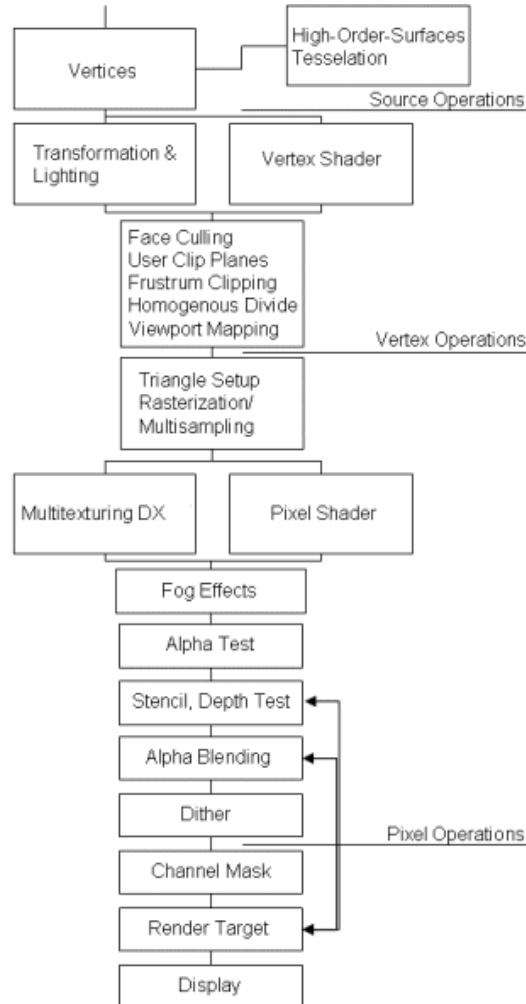 High-Order-Surfaces
Tesselation
Vertices
Source Operations
Transformation &
Lighting
Vertex Shader
Face Culling
User Clip Planes
Frustrum Clipping
Homogenous Divide
Viewport Mapping
Vertex Operations
Triangle Setup
Rasterization/
Multisampling
Multitexturing DX
Pixel Shader
Fog Effects
Alpha Test
Stencil, Depth Test
Alpha Blending
Dither
Pixel Operations
Channel Mask
Render Target
Display